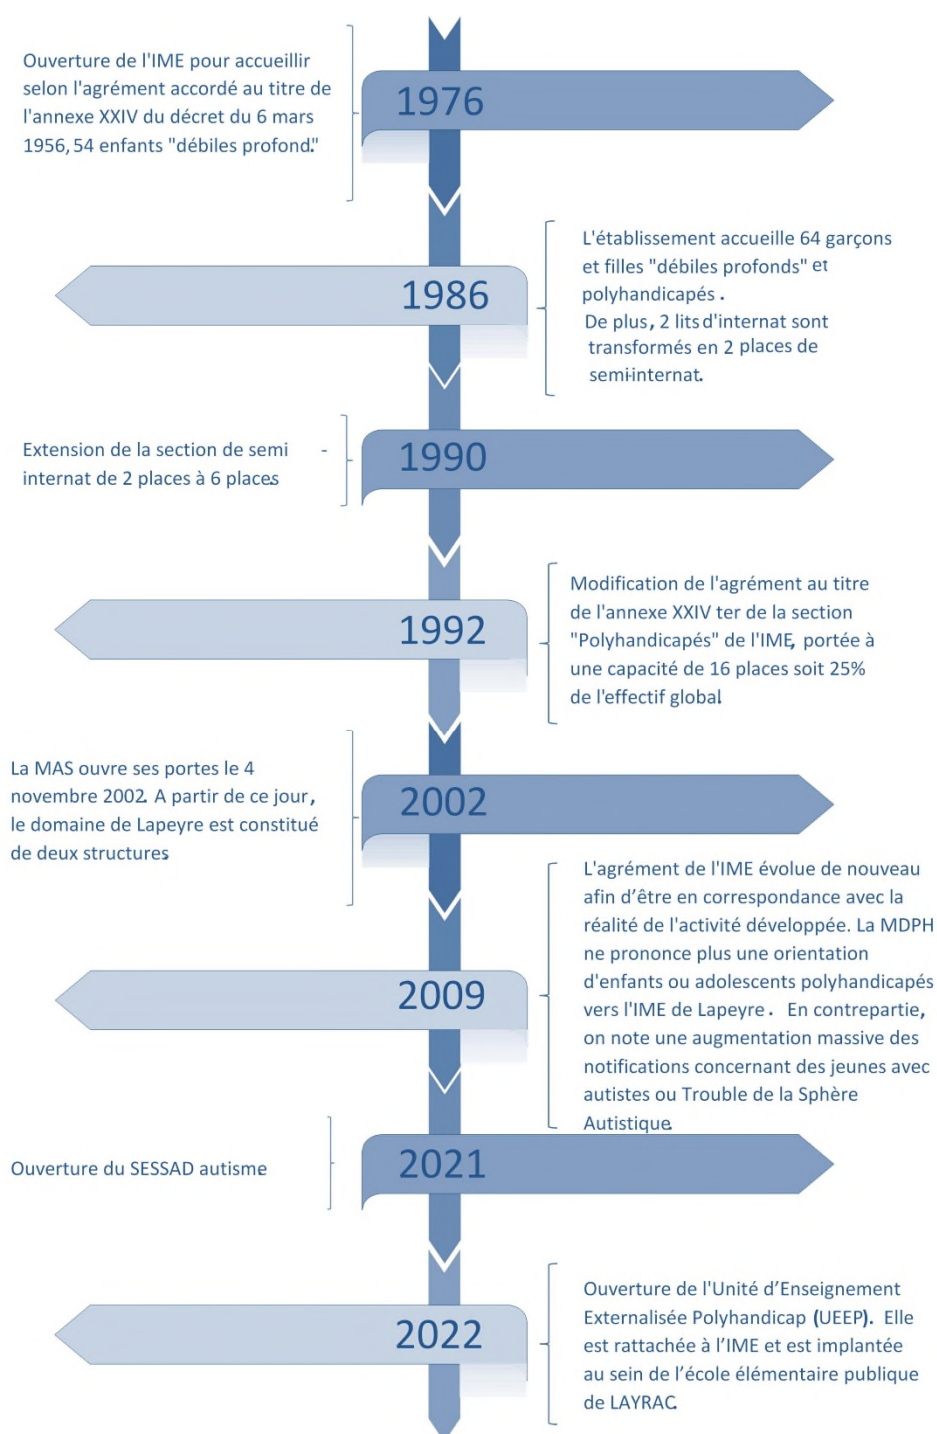 Ouverture de l'IME pour accueillir
selon l'agrément accordé au titre de
l'annexe XXIV du décret du 6 mars
1956, 54 enfants "débiles profond."
1976
L'établissement accueille 64 garçons
et filles "débiles profonds" et
polyhandicapés .
De plus, 2 lits d'internat sont
transformés en 2 places de
semi-internat.
1986
Extension de la section de semi -
internat de 2 places à 6 places
1990
Modification de l'agrément au titre
de l'annexe XXIV ter de la section
"Polyhandicapés" de l'IME, portée à
une capacité de 16 places soit 25%
de l'effectif global.
1992
La MAS ouvre ses portes le 4
novembre 2002. A partir de ce jour,
le domaine de Lapeyre est constitué
de deux structures.
2002
L'agrément de l'IME évolue de nouveau
afin d'être en correspondance avec la
réalité de l'activité développée. La MDPH
ne prononce plus une orientation
d'enfants ou adolescents polyhandicapés
vers l'IME de Lapeyre . En contrepartie,
on note une augmentation massive des
notifications concernant des jeunes avec
autistes ou Trouble de la Sphère
Autistique.
2009
Ouverture du SESSAD autisme
2021
Ouverture de l'Unité d’Enseignement
Externalisée Polyhandicap (UEEP). Elle
est rattachée à l’IME et est implantée
au sein de l’école élémentaire publique
de LAYRAC.
2022